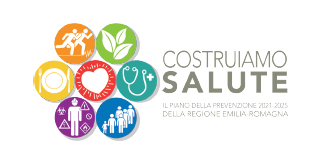 COSTRUIAMO
SALUTE
IL PIANO DELLA PREVENZIONE 2021-2025
DELLA REGIONE EMILIA-ROMAGNA